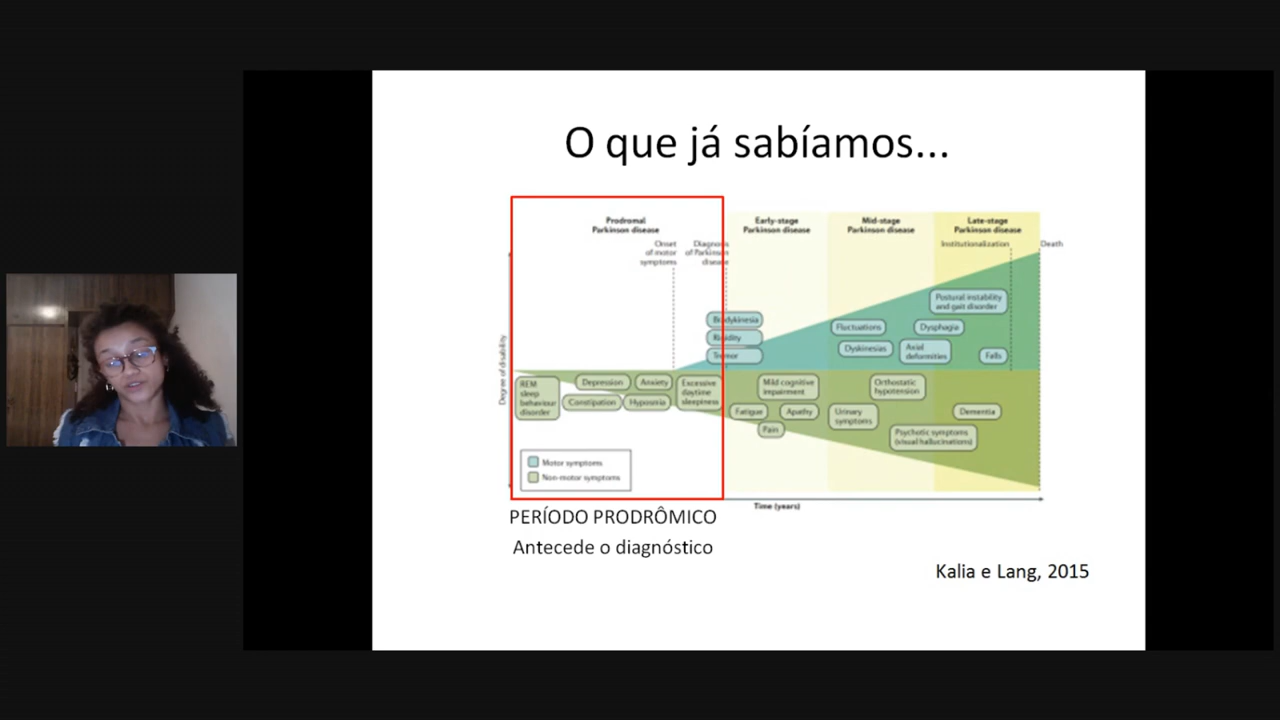 O que já sabíamos...
Prodromal
Parkinson disease
Early-stage
Parkinson disease
Mid-stage
Parkinson disease
Late-stage
Parkinson disease
Onset
of motor
symptoms
Diagnosis
of Parkinson
disease
Institutionalization
Death
Degree of disability
Bradykinesia
Rigidity
Tremor
Fluctuations
Dyskinesias
Postural instability
and gait disorder
Dysphagia
Axial
deformities
Falls
REM
sleep
behaviour
disorder
Depression
Anxiety
Constipation
Hyposmia
Excessive
daytime
sleepiness
Mild cognitive
impairment
Fatigue
Apathy
Pain
Orthostatic
hypotension
Urinary
symptoms
Dementia
Psychotic symptoms
(visual hallucinations)
Motor symptoms
Non-motor symptoms
Time (years)
PERÍODO PRODRÔMICO
Antecede o diagnóstico
Kalia e Lang, 2015